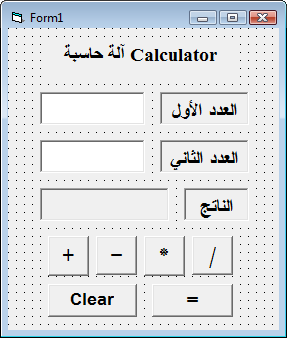 Form1
آلة حاسبة Calculator
العدد الأول
العدد الثاني
الناتج
+ − * /
Clear =